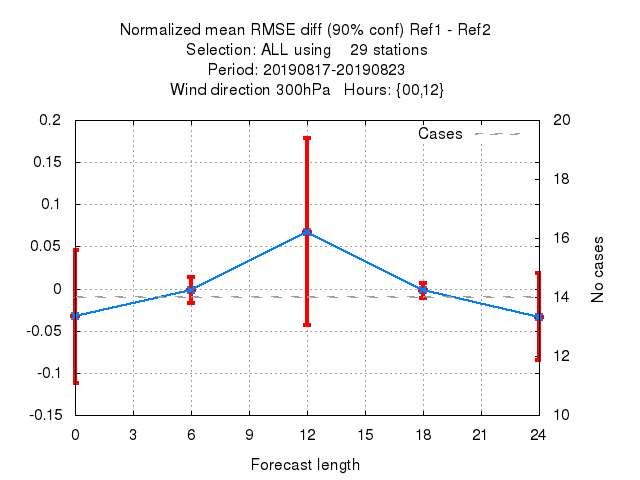 Normalized mean RMSE diff (90% conf) Ref1 - Ref2
Selection: ALL using 29 stations
Period: 20190817-20190823
Wind direction 300hPa Hours: {00,12}
Cases
0.2
0.15
0.1
0.05
0
-0.05
-0.1
-0.15
20
18
16
14
12
10
No cases
0 3 6 9 12 15 18 21 24
Forecast length